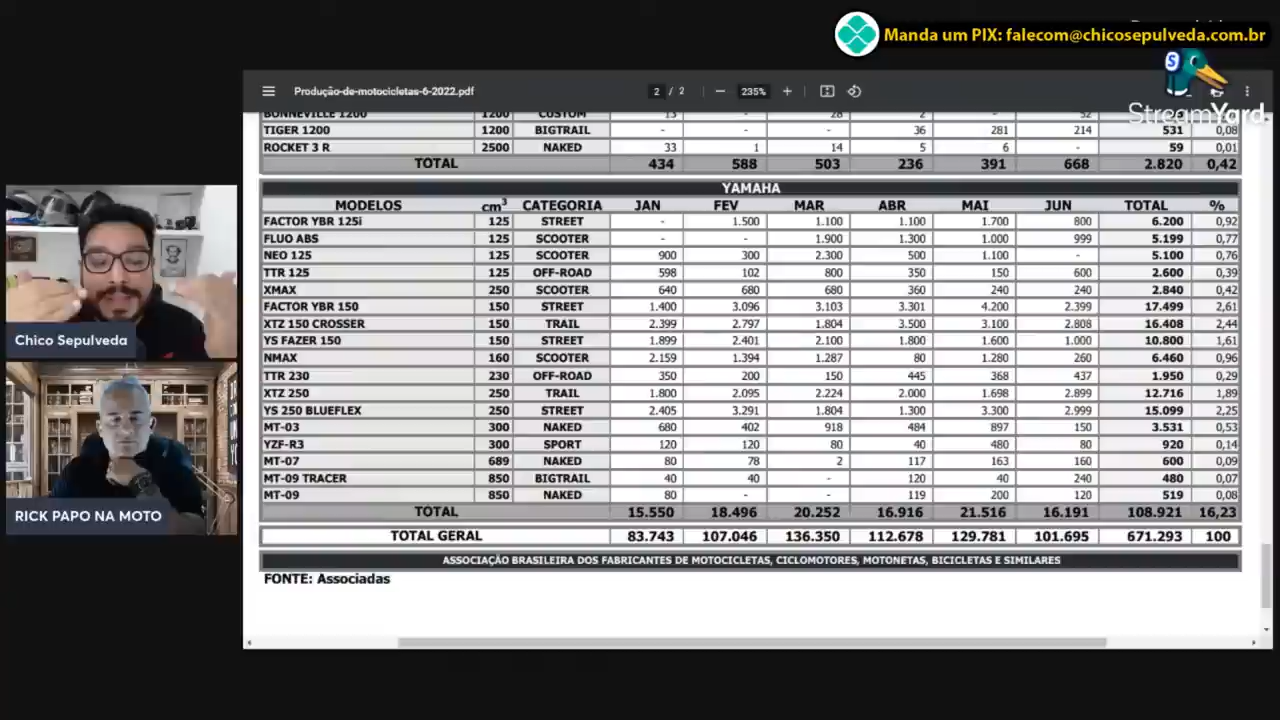 Manda um PIX: falecom@chicosepulveda.com.br
StreamYard
Produção-de-motocicletas-6-2022.pdf 2 / 2 235%
BONNEVILLE 1200 1200 CUSTOM 13 - 28 2 - 52
TIGER 1200 1200 BIGTRAIL - - - 36 281 214 531 0,08
ROCKET 3 R 2500 NAKED 33 1 14 5 6 - 59 0,01
TOTAL 434 588 503 236 391 668 2.820 0,42
YAMAHA
MODELOS cm³ CATEGORIA JAN FEV MAR ABR MAI JUN TOTAL %
FACTOR YBR 125i 125 STREET - 1.500 1.100 1.100 1.700 800 6.200 0,92
FLUO ABS 125 SCOOTER - - 1.900 1.300 1.000 999 5.199 0,77
NEO 125 125 SCOOTER 900 300 2.300 500 1.100 - 5.100 0,76
TTR 125 125 OFF-ROAD 598 102 800 350 150 600 2.600 0,39
XMAX 250 SCOOTER 640 680 680 360 240 240 2.840 0,42
FACTOR YBR 150 150 STREET 1.400 3.096 3.103 3.301 4.200 2.399 17.499 2,61
XTZ 150 CROSSER 150 TRAIL 2.399 2.797 1.804 3.500 3.100 2.808 16.408 2,44
YS FAZER 150 150 STREET 1.899 2.401 2.100 1.800 1.600 1.000 10.800 1,61
NMAX 160 SCOOTER 2.159 1.394 1.287 80 1.280 260 6.460 0,96
TTR 230 230 OFF-ROAD 350 200 150 445 368 437 1.950 0,29
XTZ 250 250 TRAIL 1.800 2.095 2.224 2.000 1.698 2.899 12.716 1,89
YS 250 BLUEFLEX 250 STREET 2.405 3.291 1.804 1.300 3.300 2.999 15.099 2,25
MT-03 300 NAKED 680 402 918 484 897 150 3.531 0,53
YZF-R3 300 SPORT 120 120 80 40 480 80 920 0,14
MT-07 689 NAKED 80 78 2 117 163 160 600 0,09
MT-09 TRACER 850 BIGTRAIL 40 40 - 120 40 240 480 0,07
MT-09 850 NAKED 80 - - 119 200 120 519 0,08
TOTAL 15.550 18.496 20.252 16.916 21.516 16.191 108.921 16,23
TOTAL GERAL 83.743 107.046 136.350 112.678 129.781 101.695 671.293 100
ASSOCIAÇÃO BRASILEIRA DOS FABRICANTES DE MOTOCICLETAS, CICLOMOTORES, MOTONETAS, BICICLETAS E SIMILARES
FONTE: Associadas
Chico Sepulveda
RICK PAPO NA MOTO